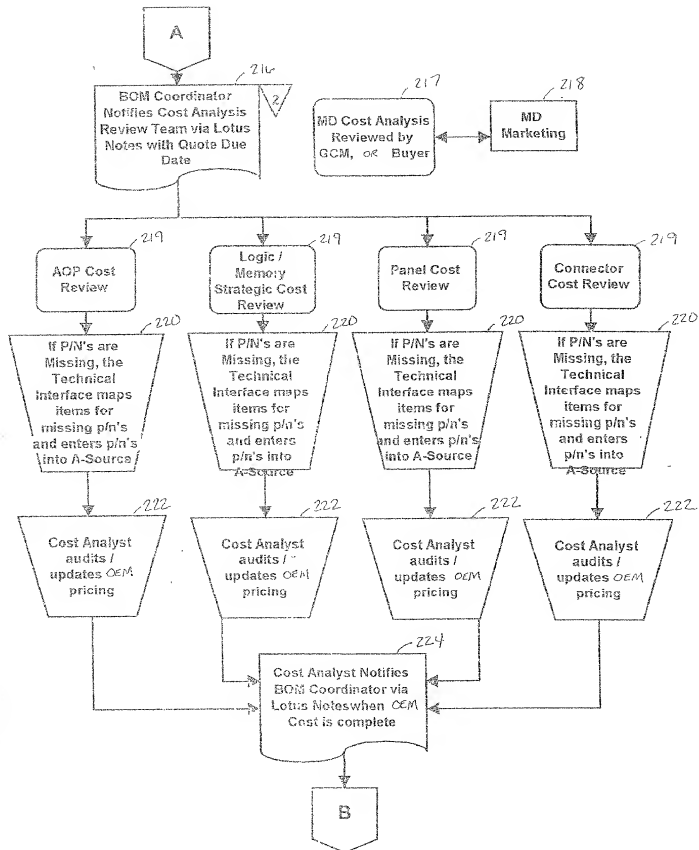 A
216
BOM Coordinator
Notifies Cost Analysis
Review Team via Lotus
Notes with Quote Due
Date
2
217
MD Cost Analysis
Reviewed by
GCM, OR Buyer
218
MD
Marketing
219
AOP Cost
Review
219
Logic /
Memory
Strategic Cost
Review
219
Panel Cost
Review
219
Connector
Cost Review
220
If P/N's are
Missing, the
Technical
Interface maps
items for
missing p/n's
and enters p/n's
into A-Source
220
If P/N's are
Missing, the
Technical
Interface maps
items for
missing p/n's
and enters
p/n's into
A-Source
220
If P/N's are
Missing, the
Technical
Interface maps
items for
missing p/n's
and enters p/n's
into A-Source
220
If P/N's are
Missing, the
Technical
Interface maps
items for
missing p/n's
and enters
p/n's into
A-Source
222
Cost Analyst
audits /
updates OEM
pricing
222
Cost Analyst
audits /
updates OEM
pricing
222
Cost Analyst
audits /
updates OEM
pricing
222
Cost Analyst
audits /
updates OEM
pricing
224
Cost Analyst Notifies
BOM Coordinator via
Lotus Noteswhen OEM
Cost is complete
B